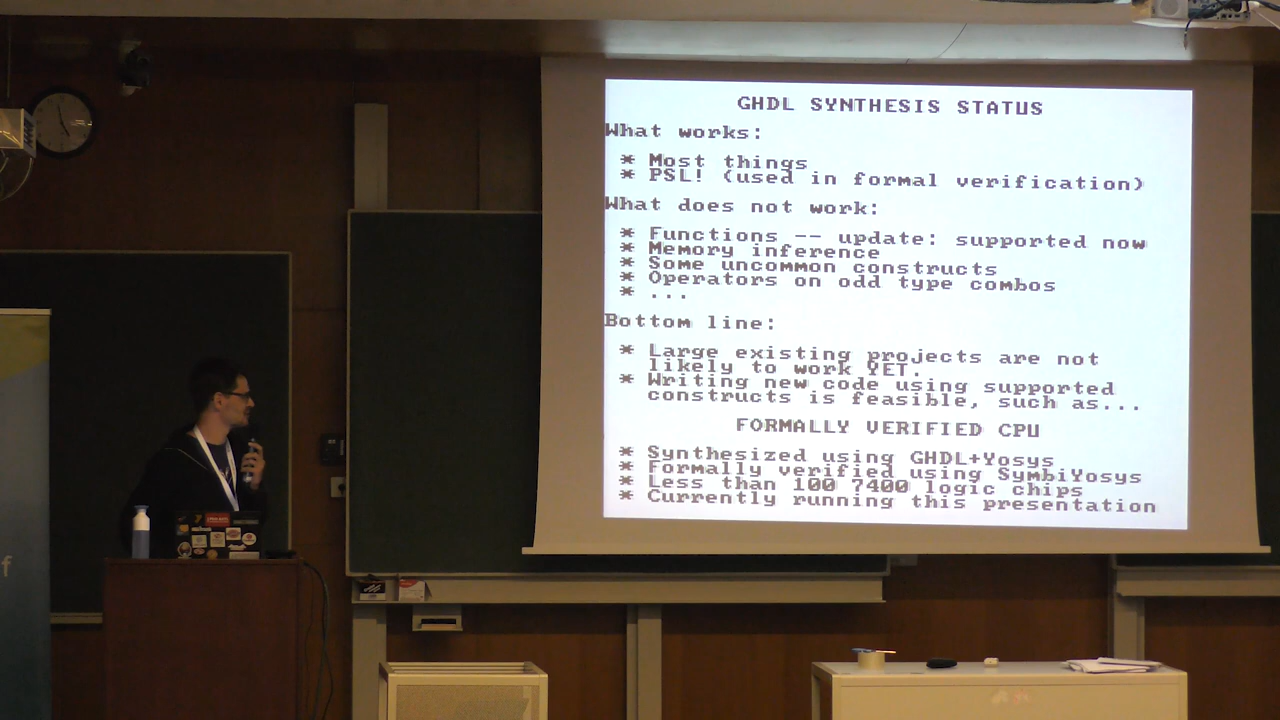 GHDL SYNTHESIS STATUS
What works:
* Most things
* PSL! (used in formal verification)
What does not work:
* Functions -- update: supported now
* Memory inference
* Some uncommon constructs
* Operators on odd type combos
* ...
Bottom line:
* Large existing projects are not
likely to work YET.
* Writing new code using supported
constructs is feasible, such as...
FORMALLY VERIFIED CPU
* Synthesized using GHDL+Yosys
* Formally verified using SymbiYosys
* Less than 100 7400 logic chips
* Currently running this presentation
f